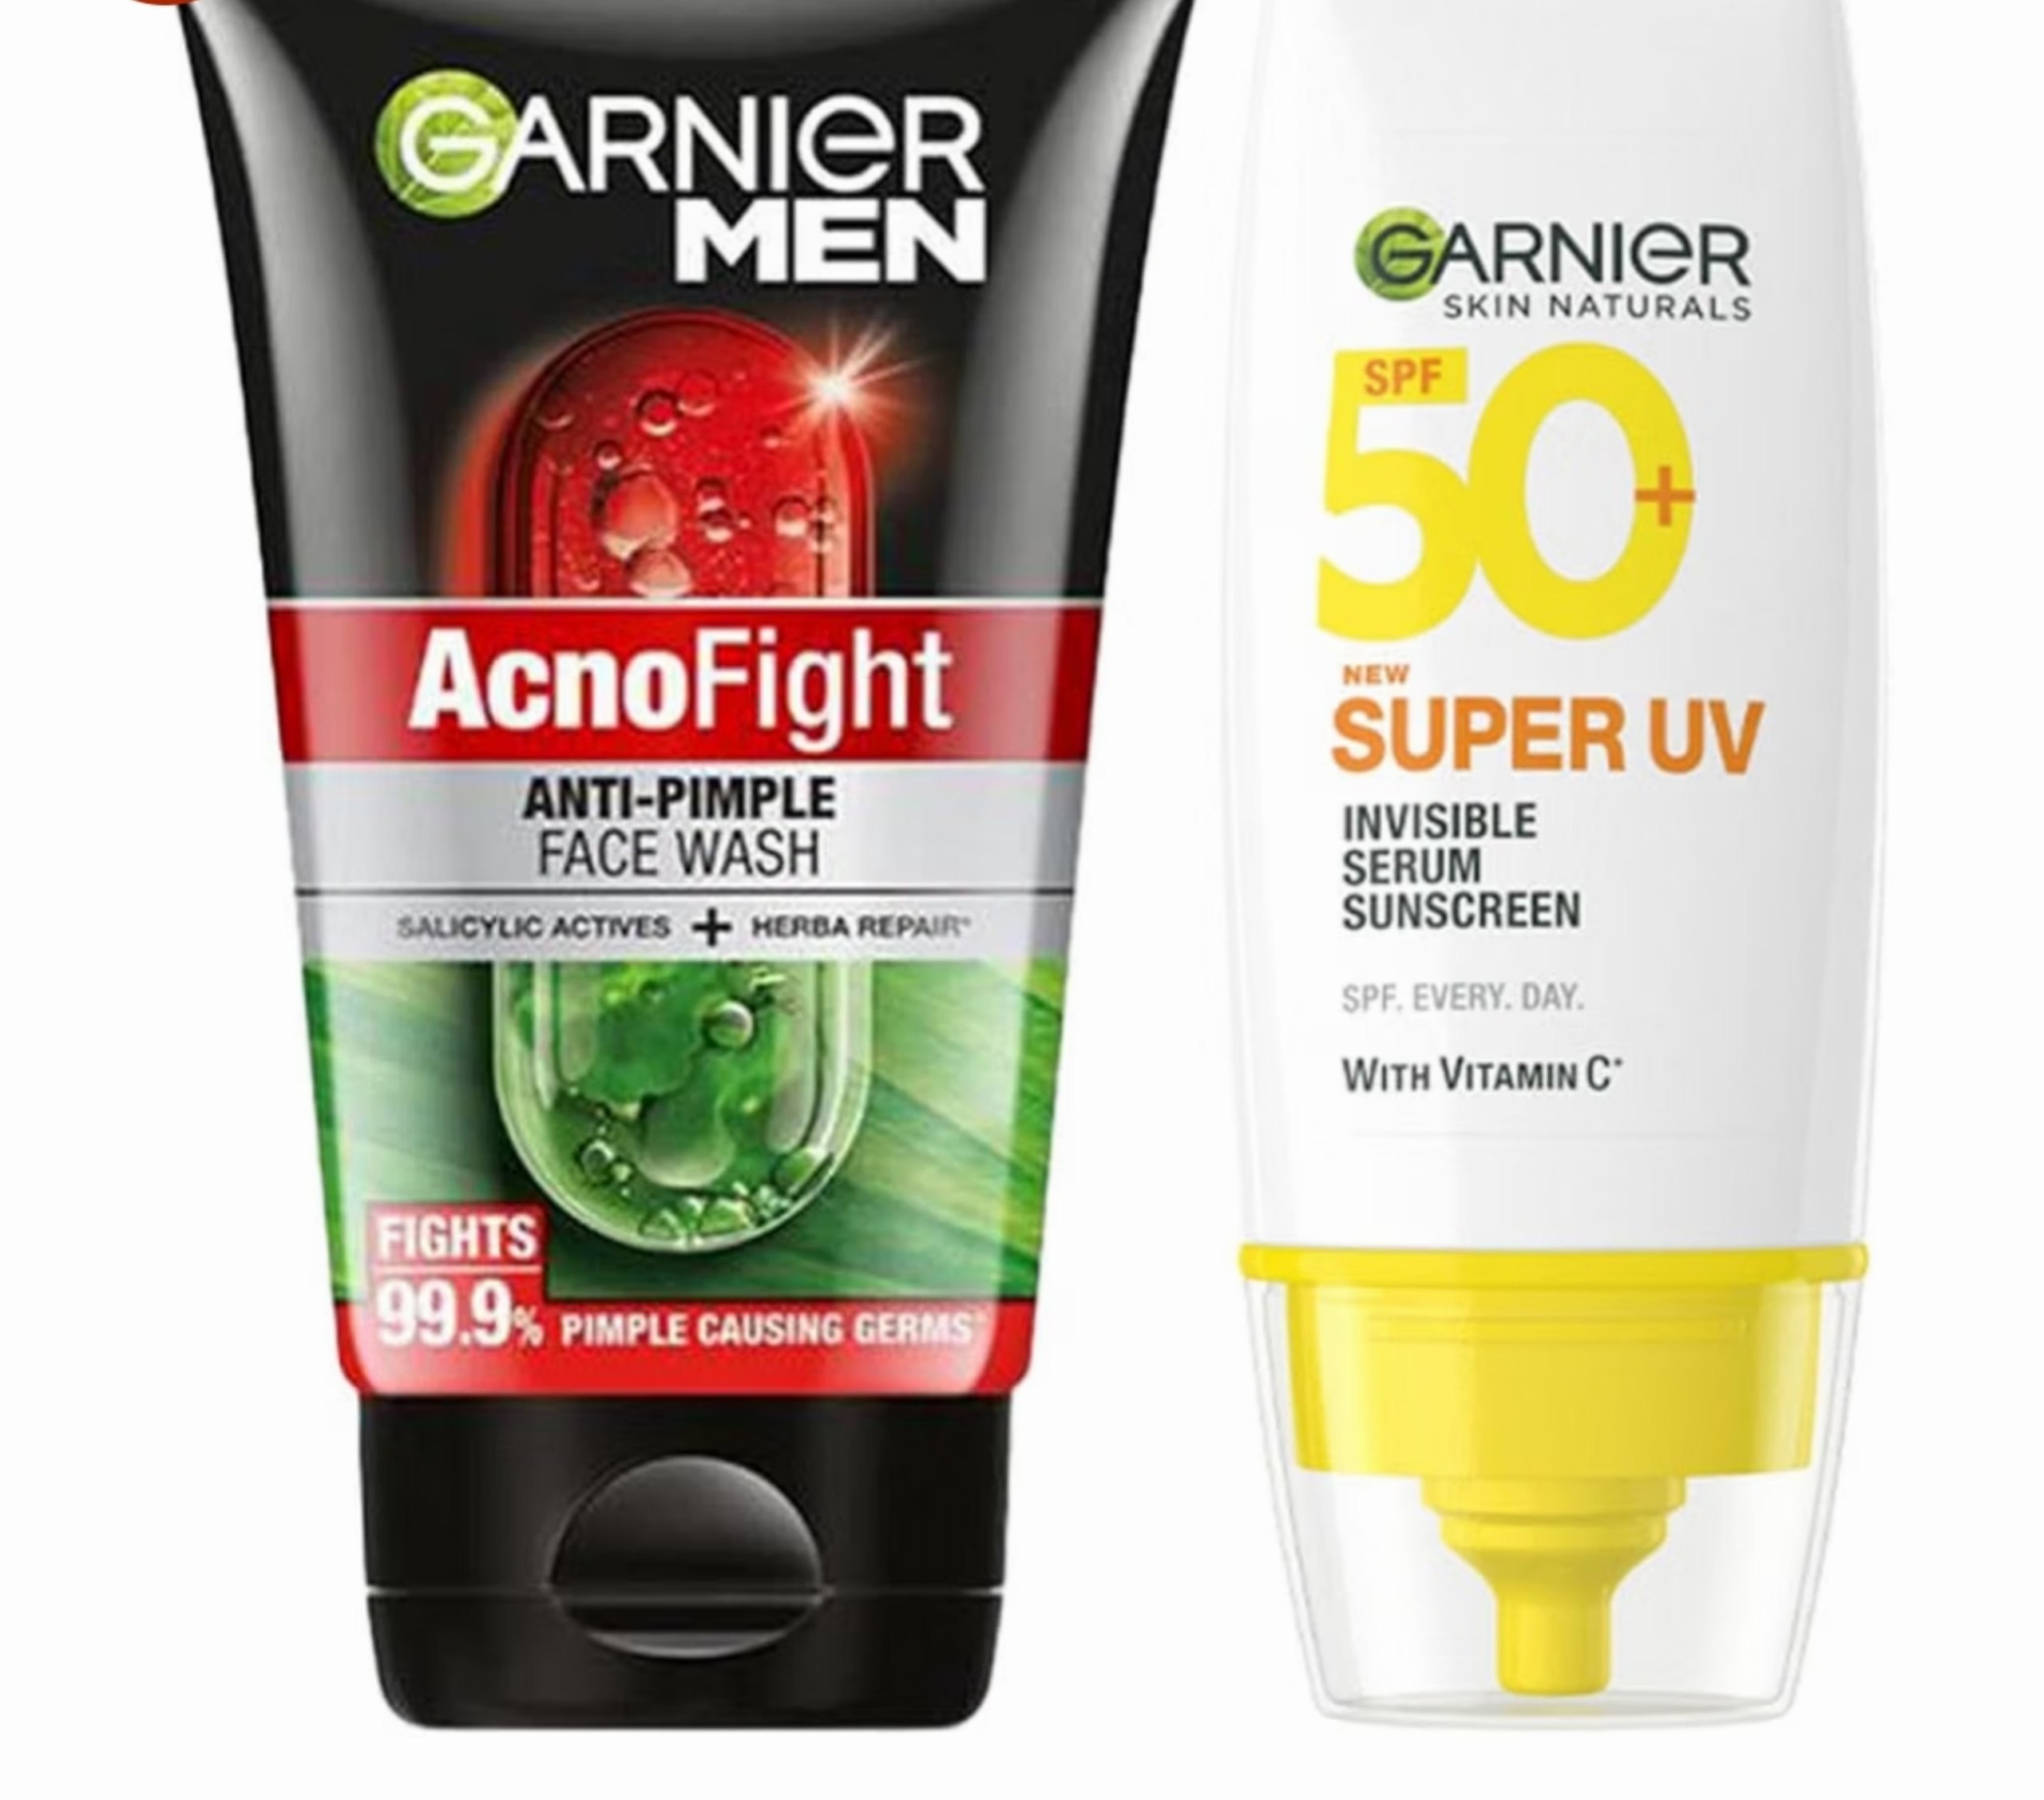 GARNIER
MEN
AcnoFight
ANTI-PIMPLE
FACE WASH
SALICYLIC ACTIVES + HERBA REPAIR*
FIGHTS
99.9% PIMPLE CAUSING GERMS*
GARNIER
SKIN NATURALS
SPF
50+
NEW
SUPER UV
INVISIBLE
SERUM
SUNSCREEN
SPF. EVERY. DAY.
WITH VITAMIN C*